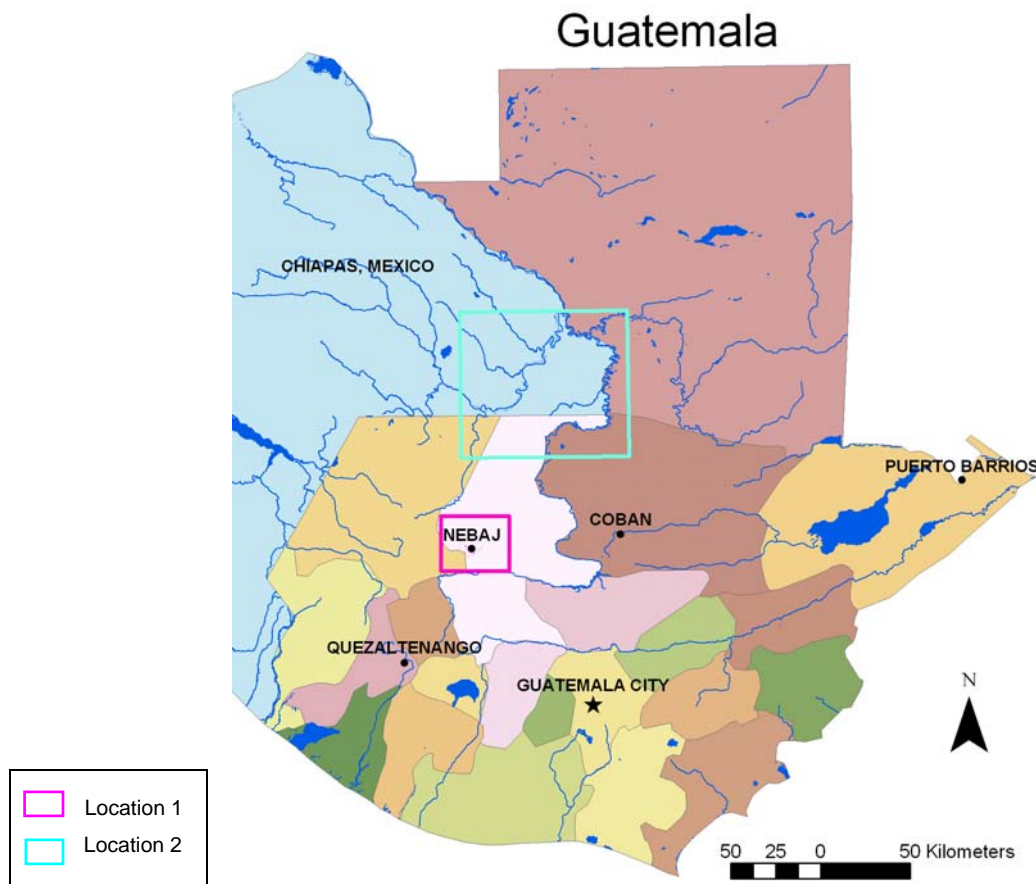 Guatemala
CHIAPAS, MEXICO
PUERTO BARRIOS
NEBAJ
COBAN
QUEZALTENANGO
GUATEMALA CITY
N
Location 1
Location 2
50 25 0 50 Kilometers